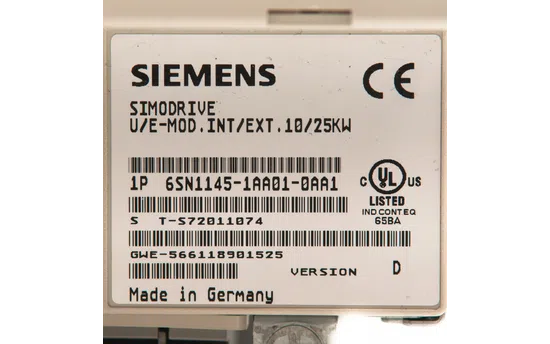 SIEMENS
CE
SIMODRIVE
U/E-MOD.INT/EXT.10/25KW
1P 6SN1145-1AA01-0AA1
C UL US
LISTED
IND CONT EQ
65BA
S T-S72011074
GWE-566118901525
VERSION D
Made in Germany